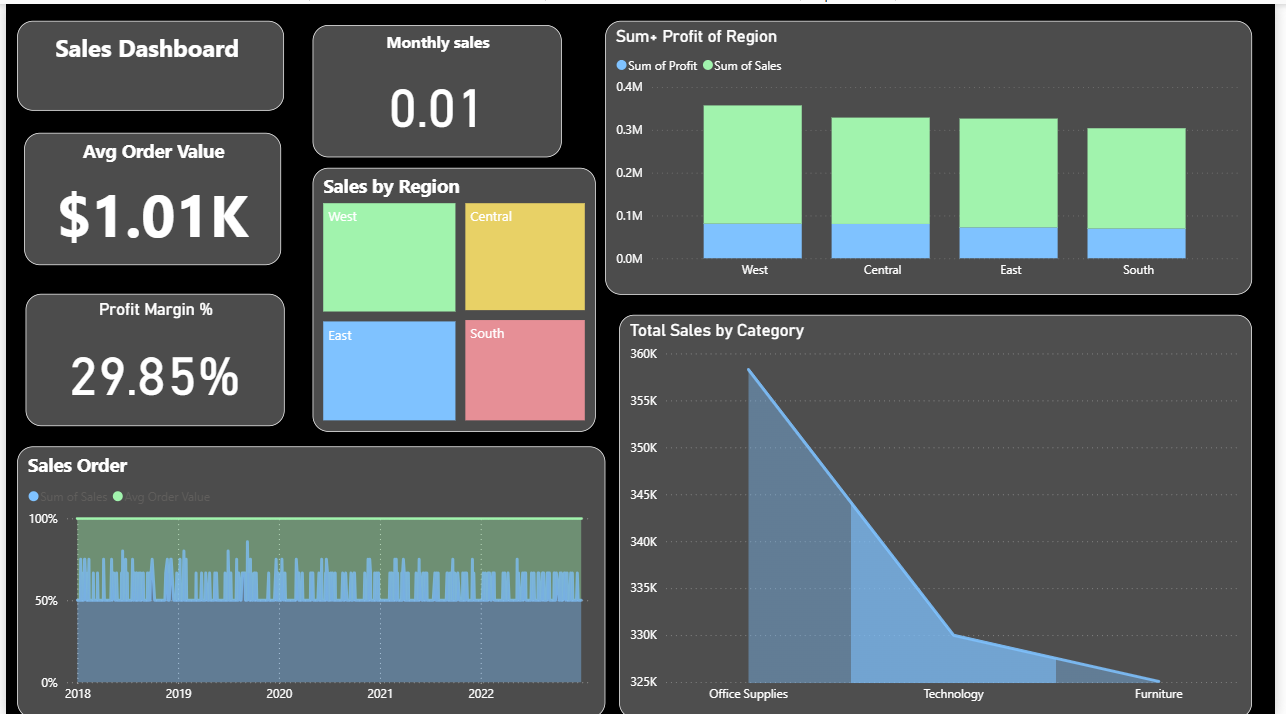 Sales Dashboard
Monthly sales
0.01
Avg Order Value
$1.01K
Profit Margin %
29.85%
Sales by Region
West
Central
East
South
Sum+ Profit of Region
Sum of Profit Sum of Sales
0.4M
0.3M
0.2M
0.1M
0.0M
West Central East South
Sales Order
Sum of Sales Avg Order Value
100%
50%
0%
2018 2019 2020 2021 2022
Total Sales by Category
360K
355K
350K
345K
340K
335K
330K
325K
Office Supplies Technology Furniture